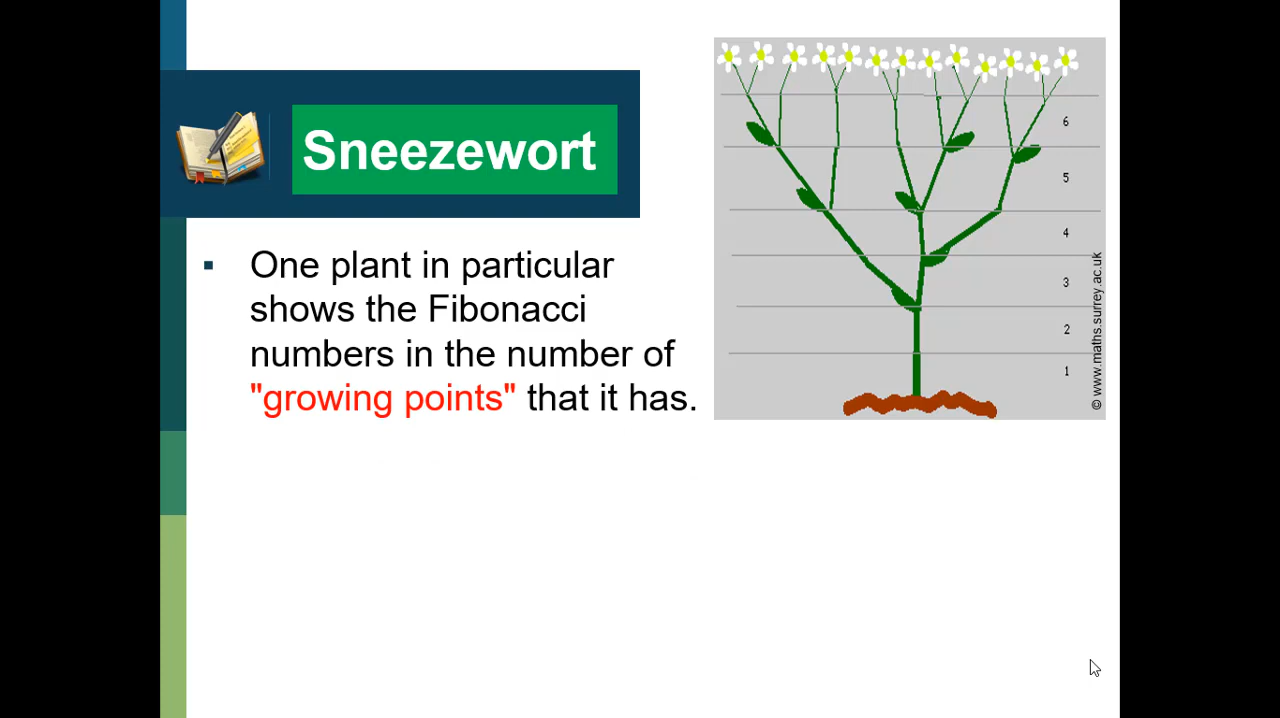 Sneezewort
▪ One plant in particular
shows the Fibonacci
numbers in the number of
"growing points" that it has.
6
5
4
3
2
1
© www.maths.surrey.ac.uk